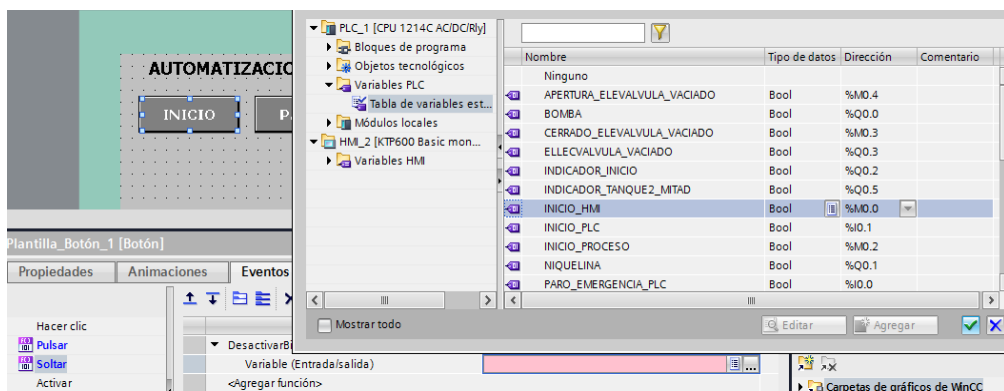 AUTOMATIZACIO
INICIO
P
PLC_1 [CPU 1214C AC/DC/Rly]
Bloques de programa
Objetos tecnológicos
Variables PLC
Tabla de variables est...
Módulos locales
HMI_2 [KTP600 Basic mon...
Variables HMI
Nombre Tipo de datos Dirección Comentario
Ninguno
APERTURA_ELEVALVULA_VACIADO Bool %M0.4
BOMBA Bool %Q0.0
CERRADO_ELEVALVULA_VACIADO Bool %M0.3
ELLECVALVULA_VACIADO Bool %Q0.3
INDICADOR_INICIO Bool %Q0.2
INDICADOR_TANQUE2_MITAD Bool %Q0.5
INICIO_HMI Bool %M0.0
INICIO_PLC Bool %I0.1
INICIO_PROCESO Bool %M0.2
NIQUELINA Bool %Q0.1
PARO_EMERGENCIA_PLC Bool %I0.0
Mostrar todo
Editar
Agregar
Plantilla_Botón_1 [Botón]
Propiedades Animaciones Eventos
Hacer clic
Pulsar
Soltar
Activar
DesactivarBi
Variable (Entrada/salida)
...
<Agregar función>
Carpetas de gráficos de WinCC